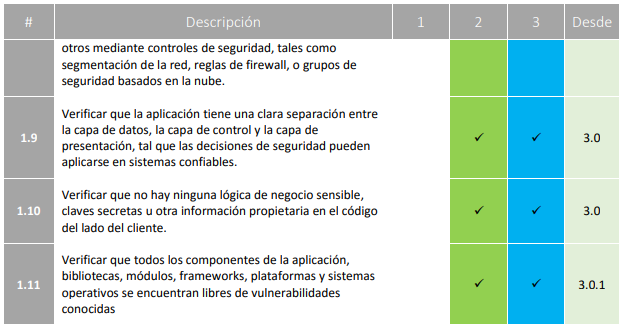 # Descripción 1 2 3 Desde
otros mediante controles de seguridad, tales como
segmentación de la red, reglas de firewall, o grupos de
seguridad basados en la nube.
Verificar que la aplicación tiene una clara separación entre
la capa de datos, la capa de control y la capa de
1.9 ✓ ✓ 3.0
presentación, tal que las decisiones de seguridad pueden
aplicarse en sistemas confiables.
Verificar que no hay ninguna lógica de negocio sensible,
1.10 claves secretas u otra información propietaria en el código ✓ ✓ 3.0
del lado del cliente.
Verificar que todos los componentes de la aplicación,
bibliotecas, módulos, frameworks, plataformas y sistemas
1.11 ✓ ✓ 3.0.1
operativos se encuentran libres de vulnerabilidades
conocidas